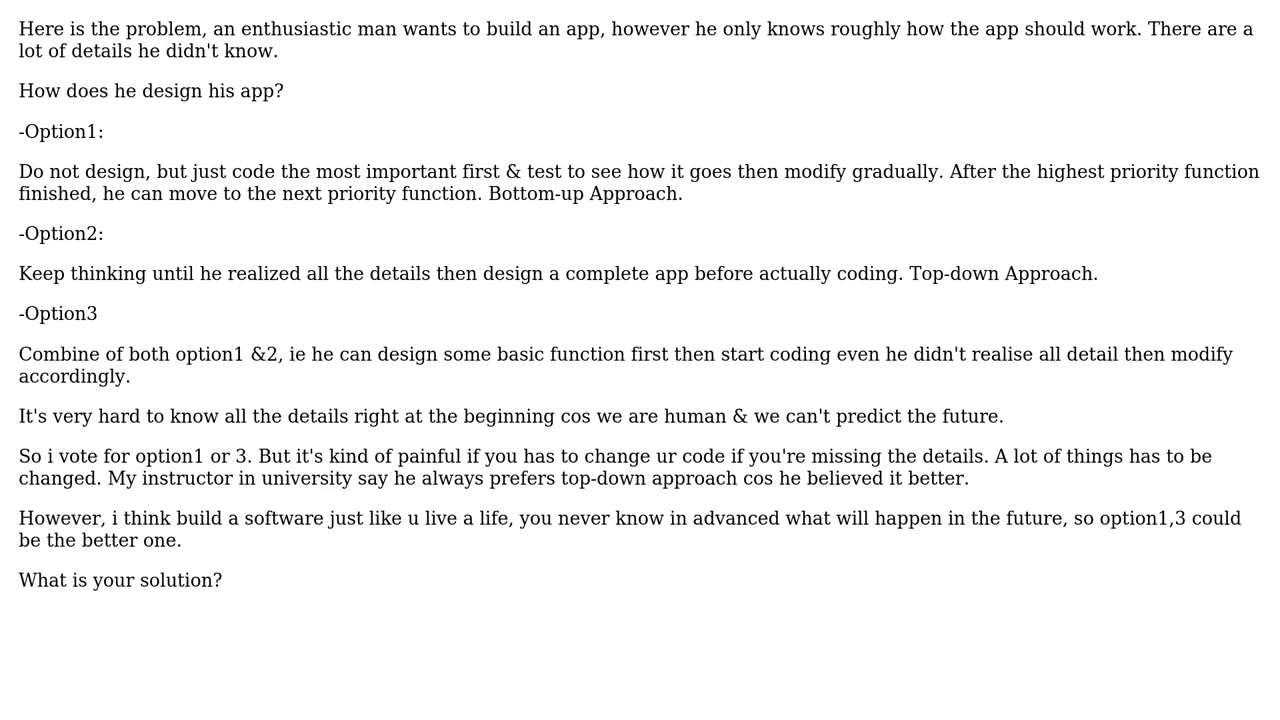 Here is the problem, an enthusiastic man wants to build an app, however he only knows roughly how the app should work. There are a
lot of details he didn't know.
How does he design his app?
-Option1:
Do not design, but just code the most important first & test to see how it goes then modify gradually. After the highest priority function
finished, he can move to the next priority function. Bottom-up Approach.
-Option2:
Keep thinking until he realized all the details then design a complete app before actually coding. Top-down Approach.
-Option3
Combine of both option1 &2, ie he can design some basic function first then start coding even he didn't realise all detail then modify
accordingly.
It's very hard to know all the details right at the beginning cos we are human & we can't predict the future.
So i vote for option1 or 3. But it's kind of painful if you has to change ur code if you're missing the details. A lot of things has to be
changed. My instructor in university say he always prefers top-down approach cos he believed it better.
However, i think build a software just like u live a life, you never know in advanced what will happen in the future, so option1,3 could
be the better one.
What is your solution?